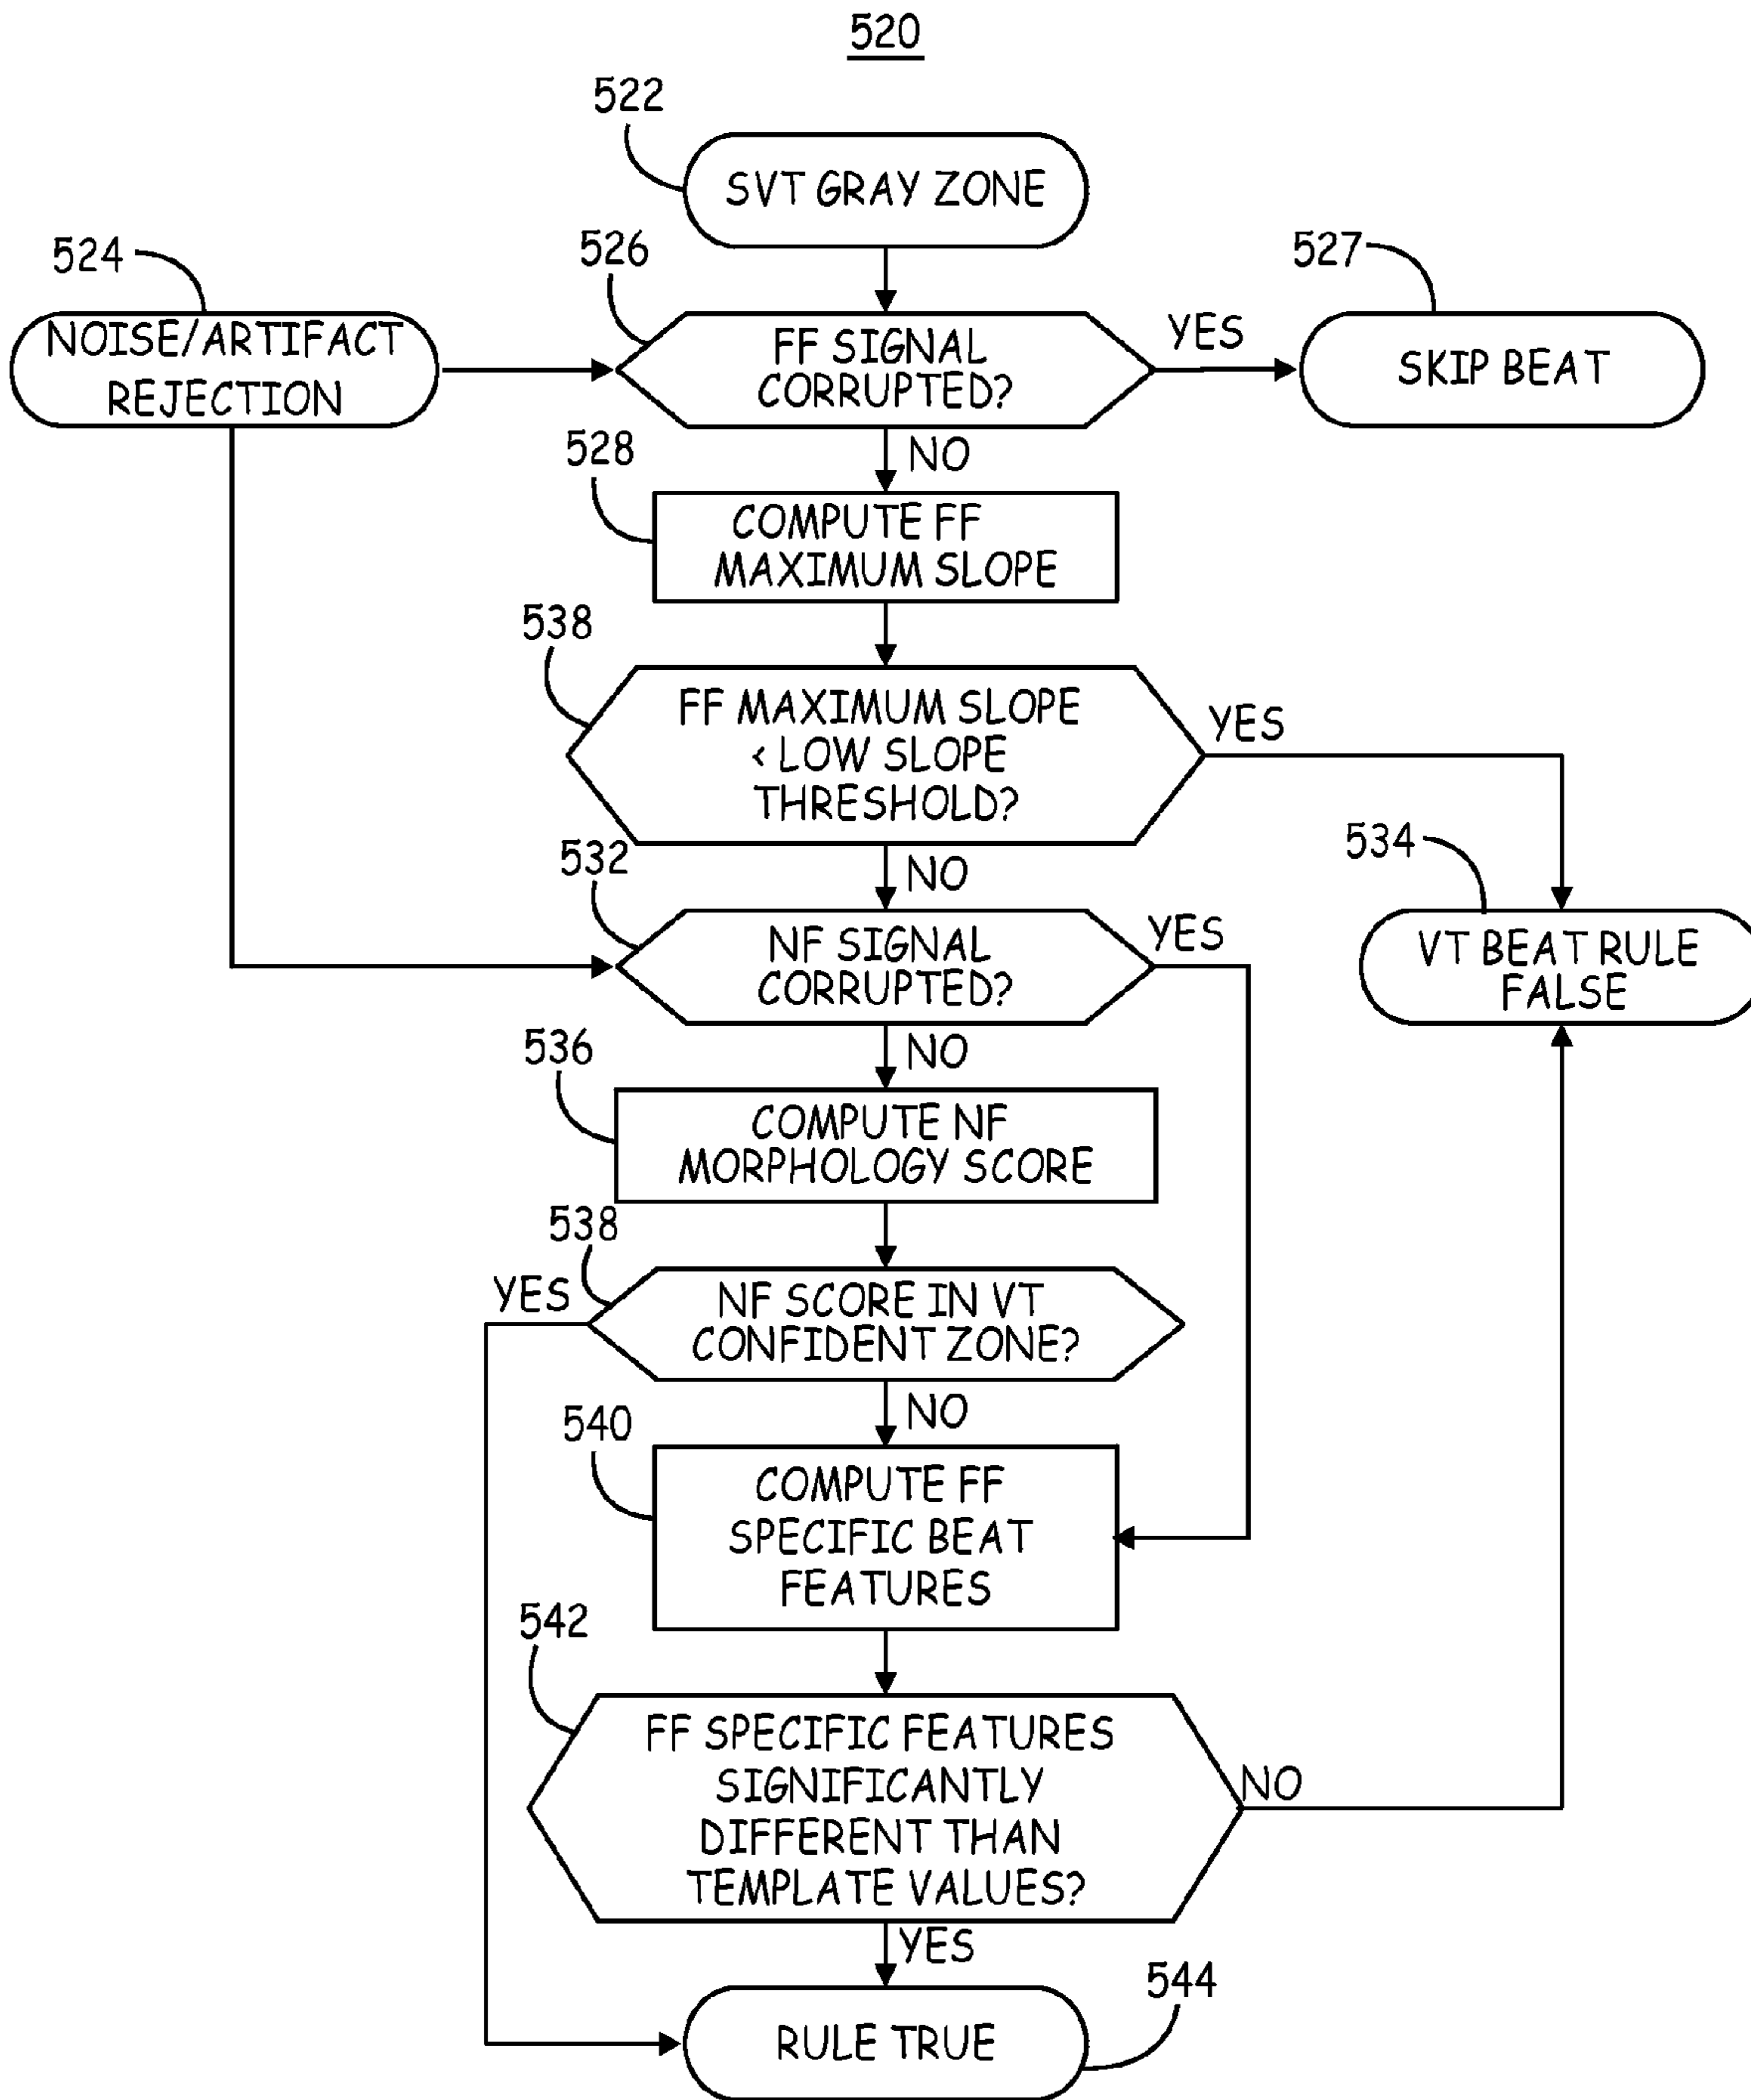 520
522
SVT GRAY ZONE
524
526
527
NOISE/ARTIFACT
REJECTION
FF SIGNAL
CORRUPTED?
YES
SKIP BEAT
528
NO
COMPUTE FF
MAXIMUM SLOPE
538
FF MAXIMUM SLOPE
< LOW SLOPE
THRESHOLD?
YES
534
532
NO
NF SIGNAL
CORRUPTED?
YES
VT BEAT RULE
FALSE
536
NO
COMPUTE NF
MORPHOLOGY SCORE
538
YES
NF SCORE IN VT
CONFIDENT ZONE?
540
NO
COMPUTE FF
SPECIFIC BEAT
FEATURES
542
FF SPECIFIC FEATURES
SIGNIFICANTLY
DIFFERENT THAN
TEMPLATE VALUES?
NO
YES
544
RULE TRUE